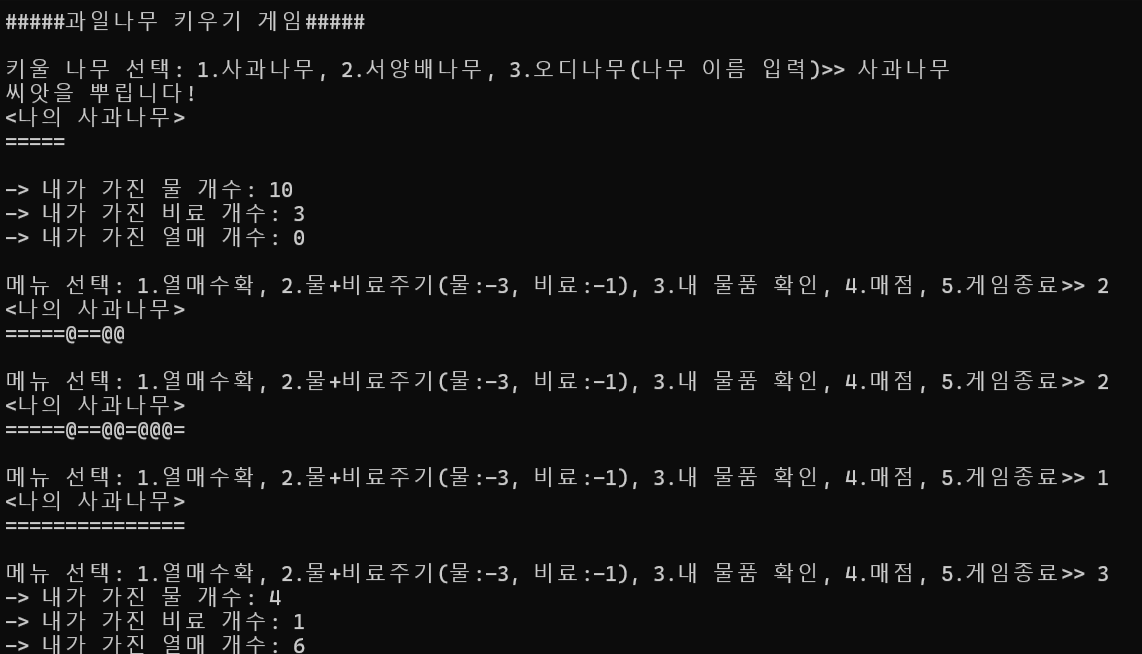 #####과일나무 키우기 게임#####
키울 나무 선택: 1.사과나무, 2.서양배나무, 3.오디나무(나무 이름 입력)>> 사과나무
씨앗을 뿌립니다!
<나의 사과나무>
=====
-> 내가 가진 물 개수: 10
-> 내가 가진 비료 개수: 3
-> 내가 가진 열매 개수: 0
메뉴 선택: 1.열매수확, 2.물+비료주기(물:-3, 비료:-1), 3.내 물품 확인, 4.매점, 5.게임종료>> 2
<나의 사과나무>
=====@==@@
메뉴 선택: 1.열매수확, 2.물+비료주기(물:-3, 비료:-1), 3.내 물품 확인, 4.매점, 5.게임종료>> 2
<나의 사과나무>
=====@==@@=@@@=
메뉴 선택: 1.열매수확, 2.물+비료주기(물:-3, 비료:-1), 3.내 물품 확인, 4.매점, 5.게임종료>> 1
<나의 사과나무>
===============
메뉴 선택: 1.열매수확, 2.물+비료주기(물:-3, 비료:-1), 3.내 물품 확인, 4.매점, 5.게임종료>> 3
-> 내가 가진 물 개수: 4
-> 내가 가진 비료 개수: 1
-> 내가 가진 열매 개수: 6